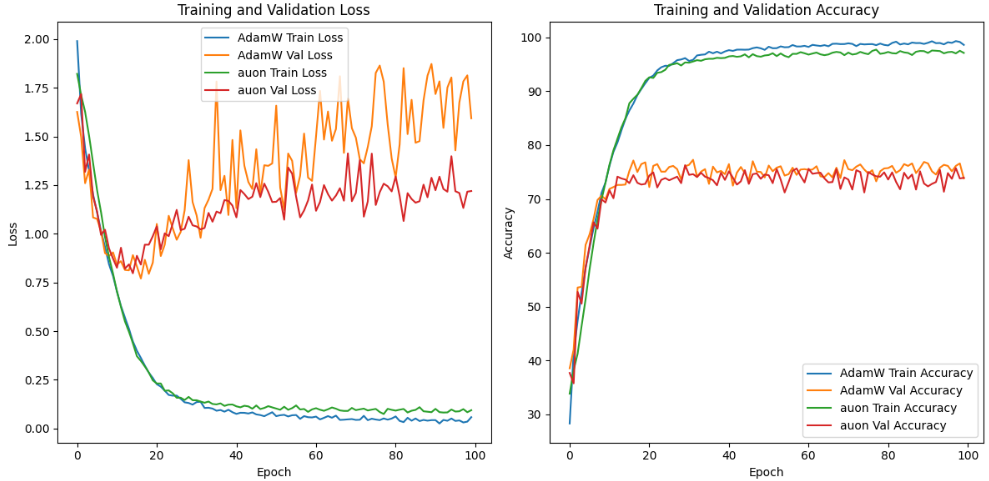 Training and Validation Loss
2.00
1.75
1.50
1.25
1.00
0.75
0.50
0.25
0.00
Loss
0
20
40
60
80
100
Epoch
AdamW Train Loss
AdamW Val Loss
auon Train Loss
auon Val Loss
Training and Validation Accuracy
100
90
80
70
60
50
40
30
Accuracy
0
20
40
60
80
100
Epoch
AdamW Train Accuracy
AdamW Val Accuracy
auon Train Accuracy
auon Val Accuracy